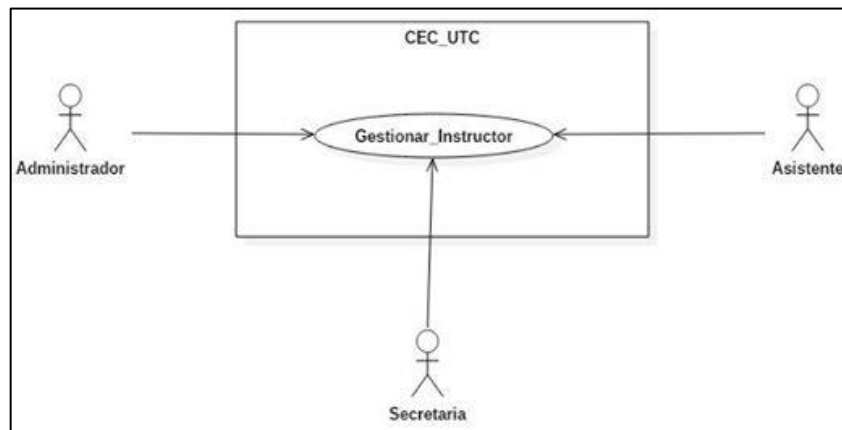 CEC_UTC
Gestionar_Instructor
Administrador
Asistente
Secretaria